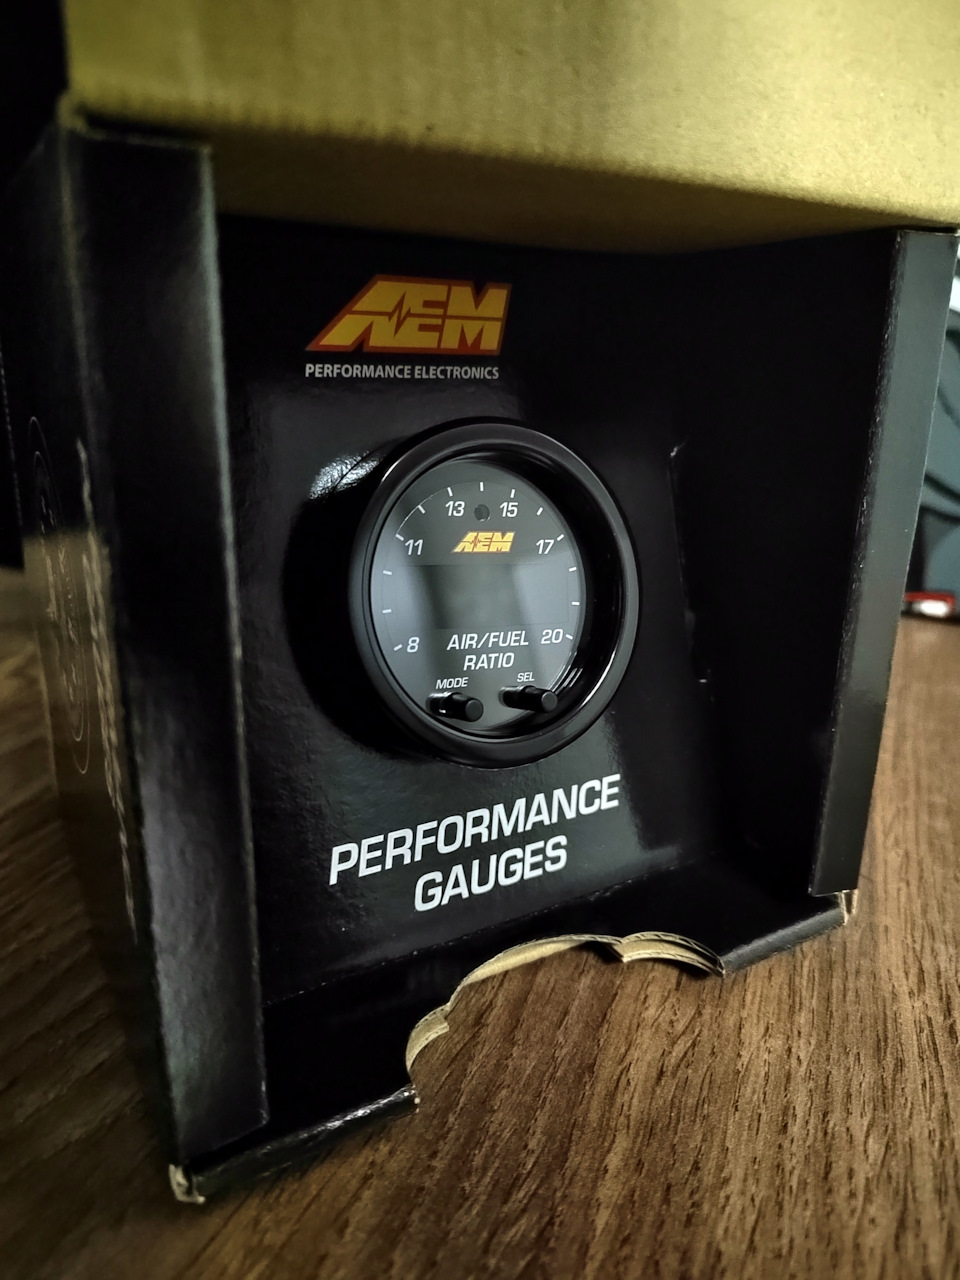 AEM
PERFORMANCE ELECTRONICS
13 15
11 AEM 17
8 AIR/FUEL 20
RATIO
MODE SEL
PERFORMANCE
GAUGES